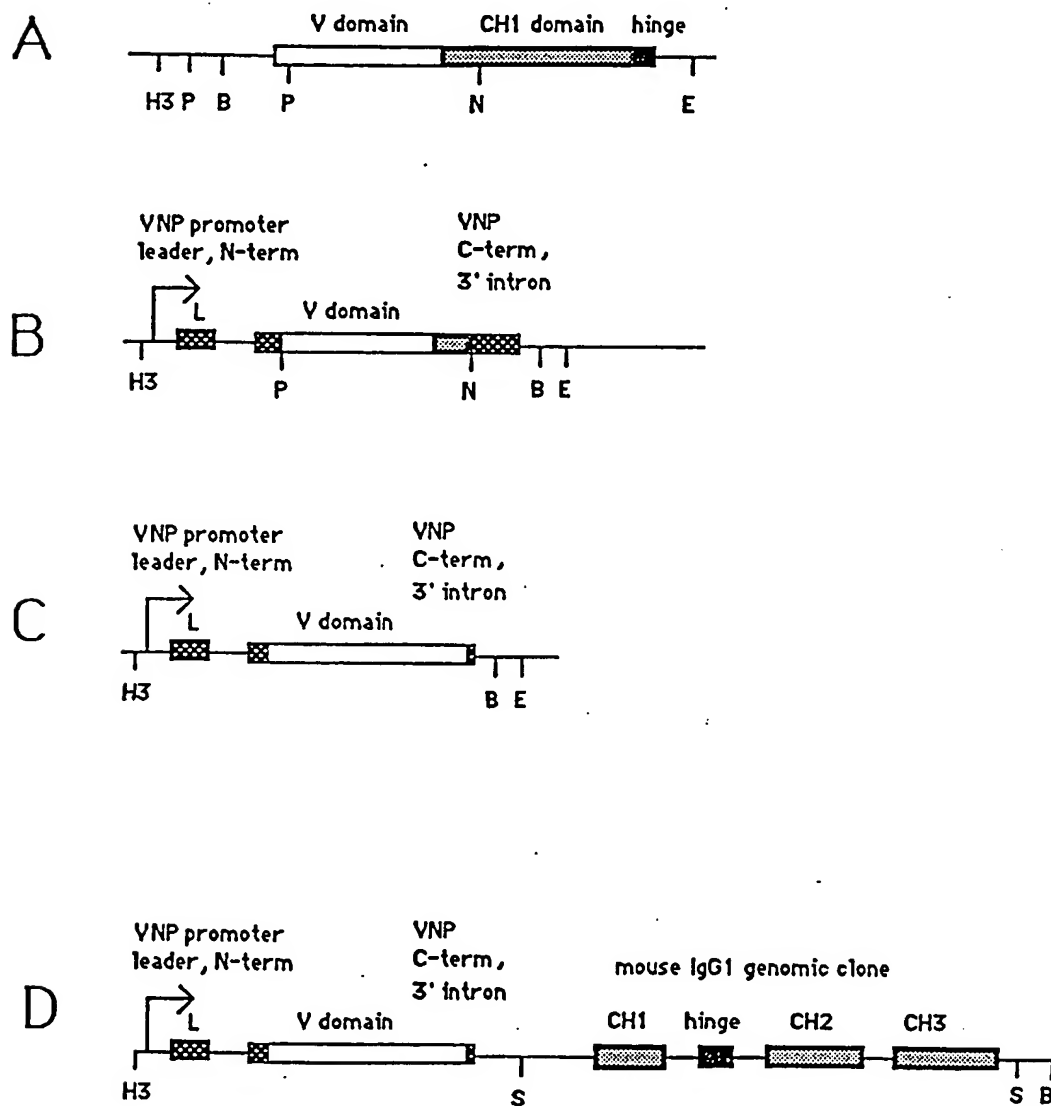 A
V domain CH1 domain hinge
H3 P B P N E
VNP promoter
leader, N-term
VNP
C-term,
3' intron
L
V domain
B
H3 P N B E
VNP promoter
leader, N-term
VNP
C-term,
3' intron
L
V domain
C
H3 B E
VNP promoter
leader, N-term
VNP
C-term,
3' intron
mouse IgG1 genomic clone
L
V domain
CH1 hinge CH2 CH3
D
H3 S S B